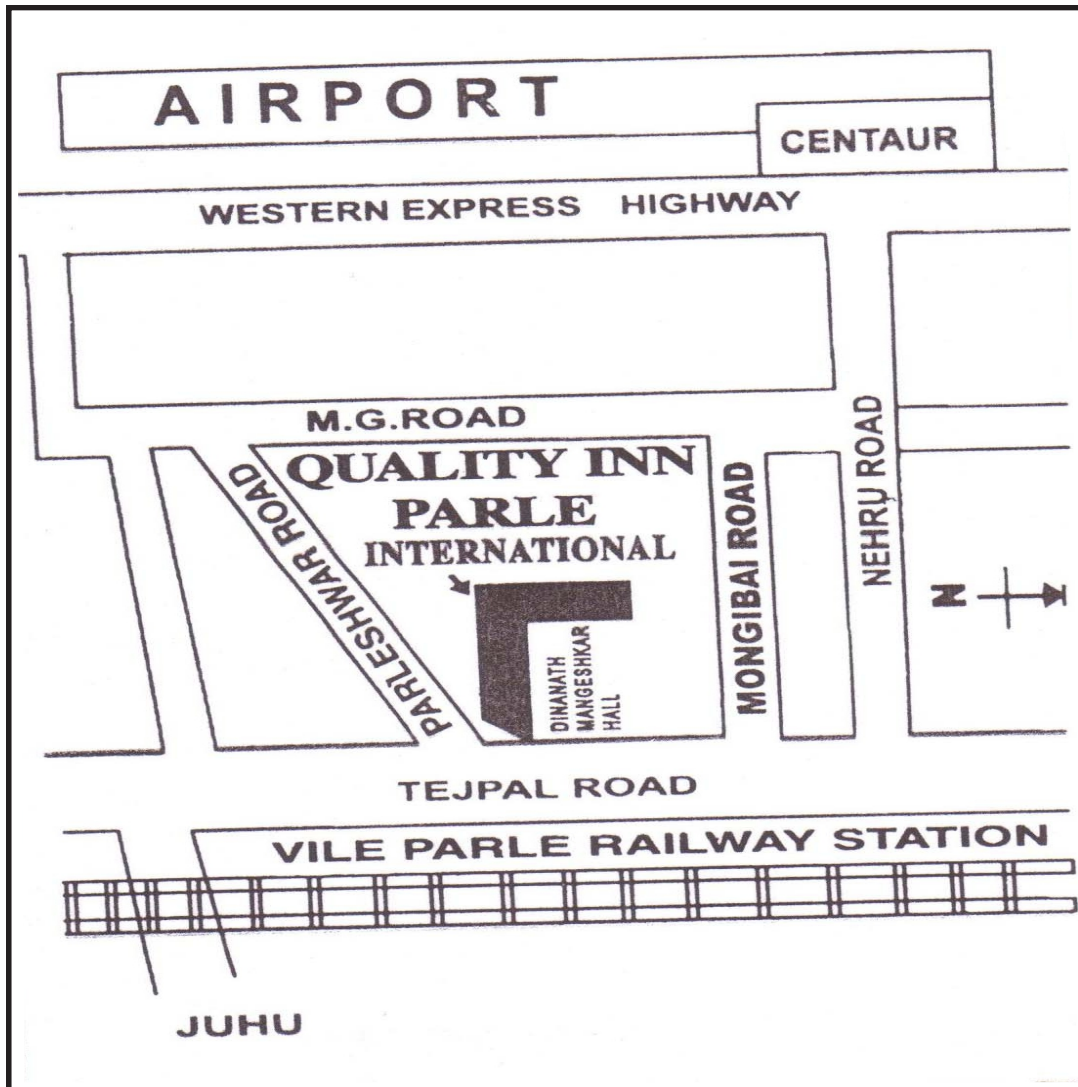 AIRPORT
CENTAUR
WESTERN EXPRESS HIGHWAY
M.G.ROAD
QUALITY INN
PARLE
INTERNATIONAL
PARLESHWAR ROAD
DINANATH
MANGESHKAR
HALL
MONGIBAI ROAD
NEHRU ROAD
N
TEJPAL ROAD
VILE PARLE RAILWAY STATION
JUHU